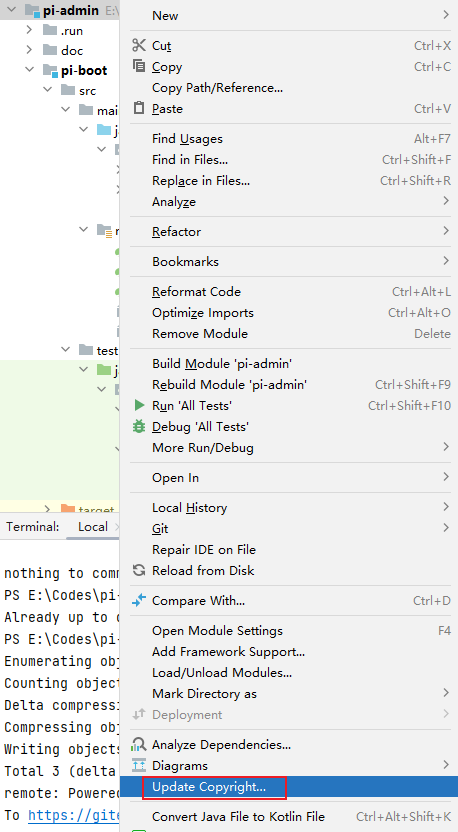 pi-admin E:\
.run
doc
pi-boot
src
mai
test
target
New
Cut Ctrl+X
Copy Ctrl+C
Copy Path/Reference...
Paste Ctrl+V
Find Usages Alt+F7
Find in Files... Ctrl+Shift+F
Replace in Files... Ctrl+Shift+R
Analyze
Refactor
Bookmarks
Reformat Code Ctrl+Alt+L
Optimize Imports Ctrl+Alt+O
Remove Module Delete
Build Module 'pi-admin'
Rebuild Module 'pi-admin' Ctrl+Shift+F9
Run 'All Tests' Ctrl+Shift+F10
Debug 'All Tests'
More Run/Debug
Open In
Local History
Git
Repair IDE on File
Reload from Disk
Compare With... Ctrl+D
Open Module Settings F4
Add Framework Support...
Load/Unload Modules...
Mark Directory as
Deployment
Analyze Dependencies...
Diagrams
Update Copyright...
Convert Java File to Kotlin File Ctrl+Alt+Shift+K
Terminal: Local
nothing to comm
PS E:\Codes\pi-
Already up to d
PS E:\Codes\pi-
Enumerating obj
Counting object
Delta compressi
Compressing obj
Writing objects
Total 3 (delta
remote: Powered
To https://gite